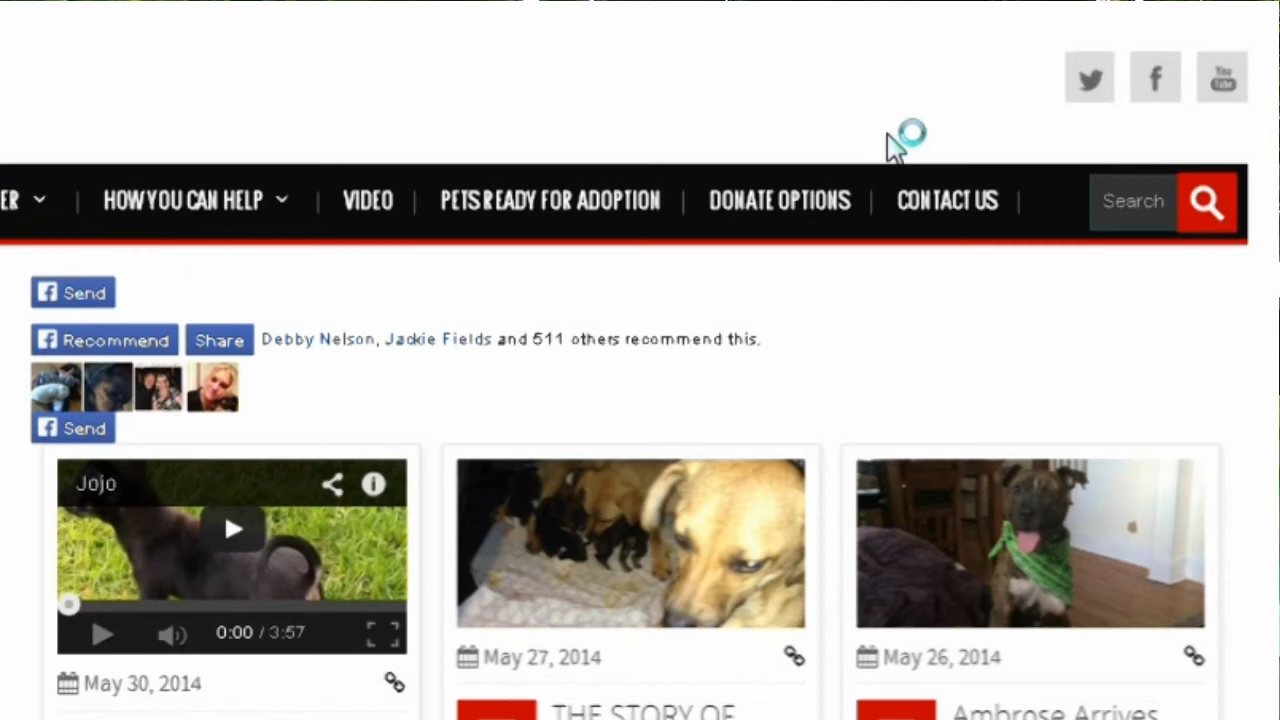 You
Tube
ER
HOW YOU CAN HELP
VIDEO
PETS READY FOR ADOPTION
DONATE OPTIONS
CONTACT US
Search
Send
Recommend
Share
Debby Nelson, Jackie Fields and 511 others recommend this.
Send
Jojo
0:00 / 3:57
May 30, 2014
May 27, 2014
May 26, 2014
THE STORY OF
Ambrose Arrives